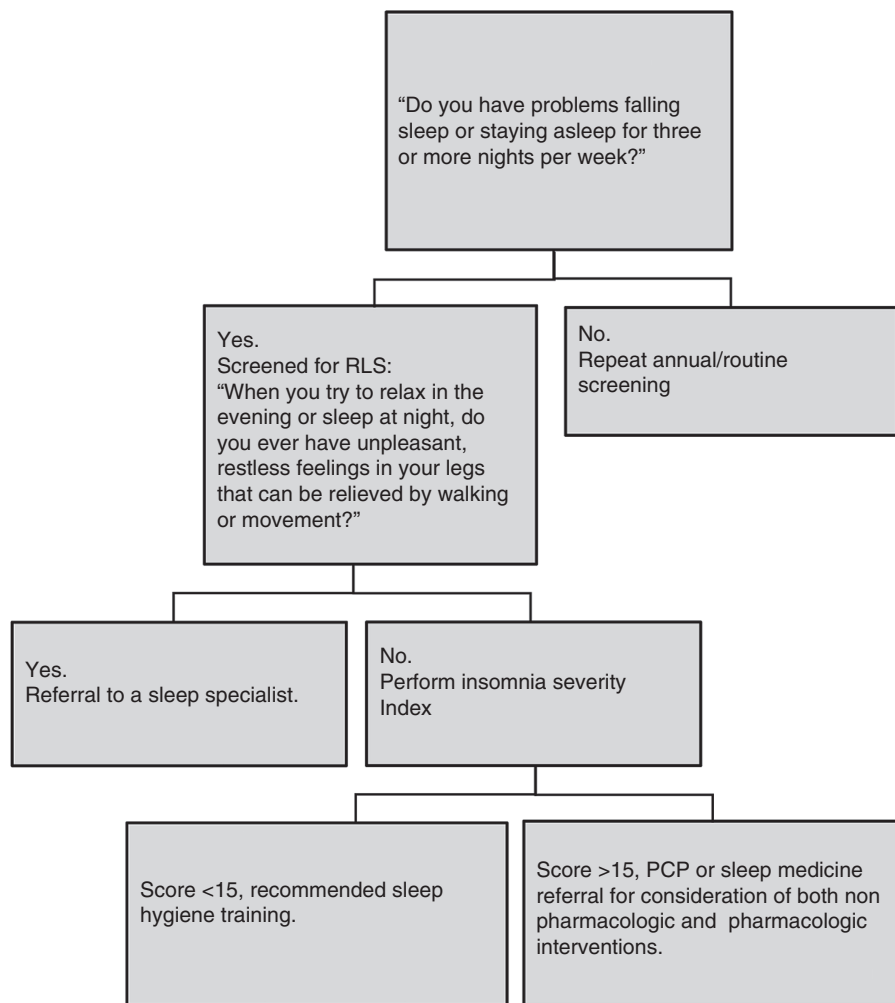 “Do you have problems falling
sleep or staying asleep for three
or more nights per week?”
Yes.
Screened for RLS:
“When you try to relax in the
evening or sleep at night, do
you ever have unpleasant,
restless feelings in your legs
that can be relieved by walking
or movement?”
No.
Repeat annual/routine
screening
Yes.
Referral to a sleep specialist.
No.
Perform insomnia severity
Index
Score <15, recommended sleep
hygiene training.
Score >15, PCP or sleep medicine
referral for consideration of both non
pharmacologic and  pharmacologic
interventions.